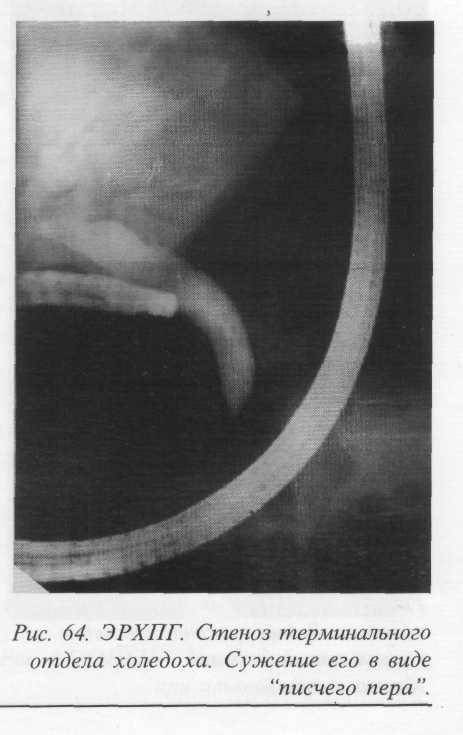 Рис. 64. ЭРХПГ. Стеноз терминального
отдела холедоха. Сужение его в виде
“писчего пера”.